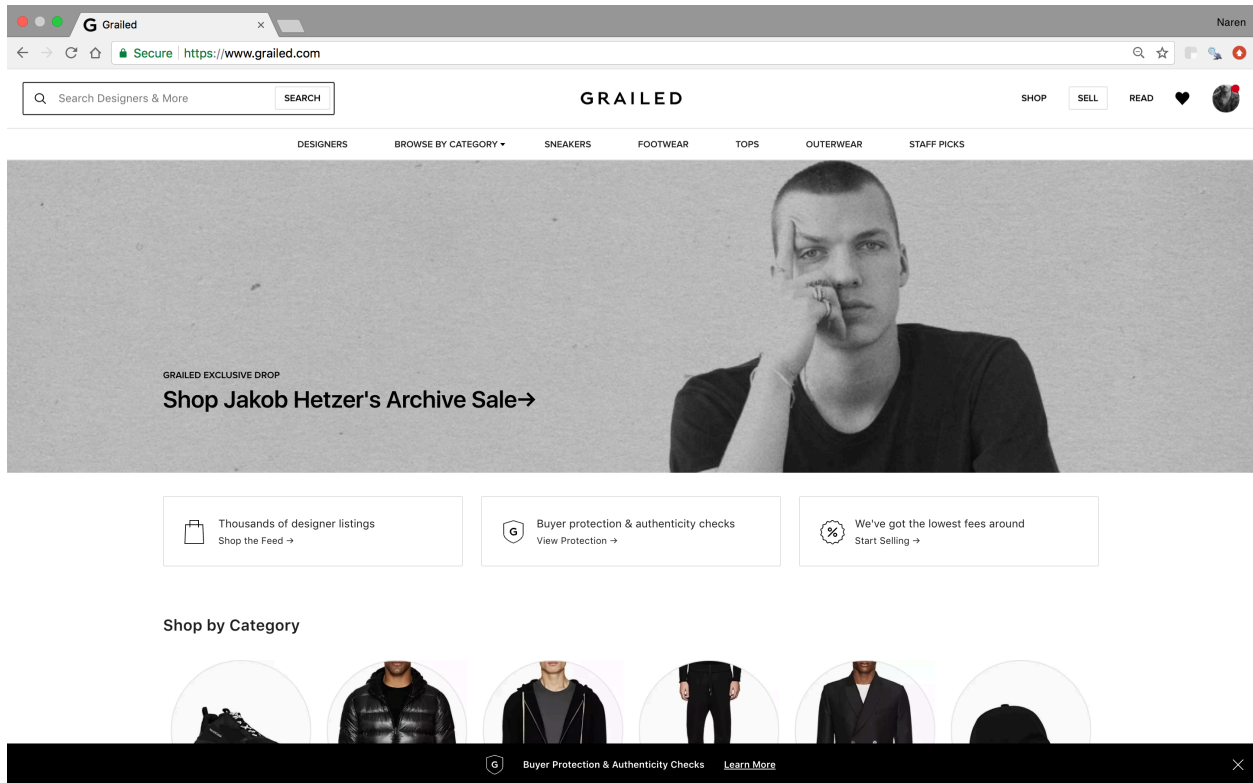 G Grailed
Naren
Secure https://www.grailed.com
Search Designers & More SEARCH
GRAILED
SHOP SELL READ
DESIGNERS BROWSE BY CATEGORY SNEAKERS FOOTWEAR TOPS OUTERWEAR STAFF PICKS
GRAILED EXCLUSIVE DROP
Shop Jakob Hetzer's Archive Sale→
Thousands of designer listings
Shop the Feed →
G
Buyer protection & authenticity checks
View Protection →
%
We've got the lowest fees around
Start Selling →
Shop by Category
G Buyer Protection & Authenticity Checks Learn More